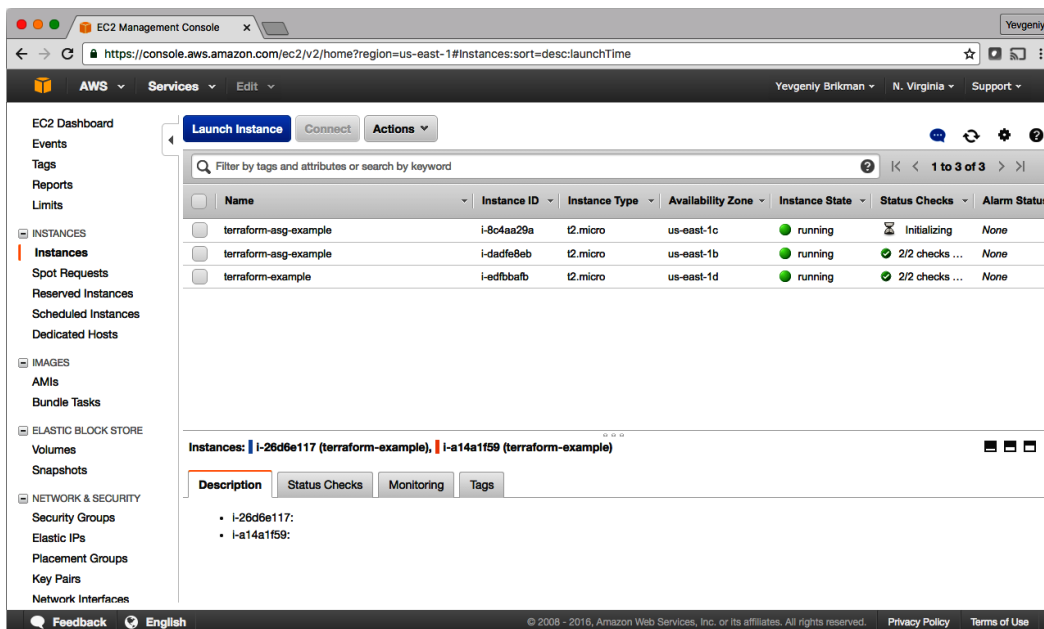 EC2 Management Console
Yevgeniy
https://console.aws.amazon.com/ec2/v2/home?region=us-east-1#Instances:sort=desc:launchTime
AWS Services Edit Yevgeniy Brikman N. Virginia Support
EC2 Dashboard
Events
Tags
Reports
Limits
INSTANCES
Instances
Spot Requests
Reserved Instances
Scheduled Instances
Dedicated Hosts
IMAGES
AMIs
Bundle Tasks
ELASTIC BLOCK STORE
Volumes
Snapshots
NETWORK & SECURITY
Security Groups
Elastic IPs
Placement Groups
Key Pairs
Network Interfaces
Launch Instance Connect Actions
Filter by tags and attributes or search by keyword
1 to 3 of 3
Name Instance ID Instance Type Availability Zone Instance State Status Checks Alarm Status
terraform-asg-example i-8c4aa29a t2.micro us-east-1c running Initializing None
terraform-asg-example i-dadfe8eb t2.micro us-east-1b running 2/2 checks ... None
terraform-example i-edfbbafb t2.micro us-east-1d running 2/2 checks ... None
Instances: i-26d6e117 (terraform-example), i-a14a1f59 (terraform-example)
Description Status Checks Monitoring Tags
• i-26d6e117:
• i-a14a1f59:
Feedback English © 2008 - 2016, Amazon Web Services, Inc. or its affiliates. All rights reserved. Privacy Policy Terms of Use